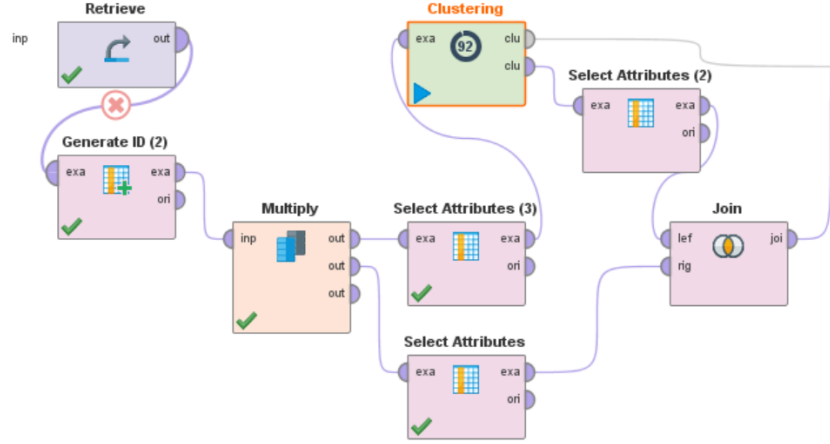 Retrieve
inp
out
Clustering
exa
92
clu
clu
Select Attributes (2)
exa
exa
ori
Generate ID (2)
exa
exa
ori
Multiply
inp
out
out
out
Select Attributes (3)
exa
exa
ori
Join
lef
joi
rig
Select Attributes
exa
exa
ori